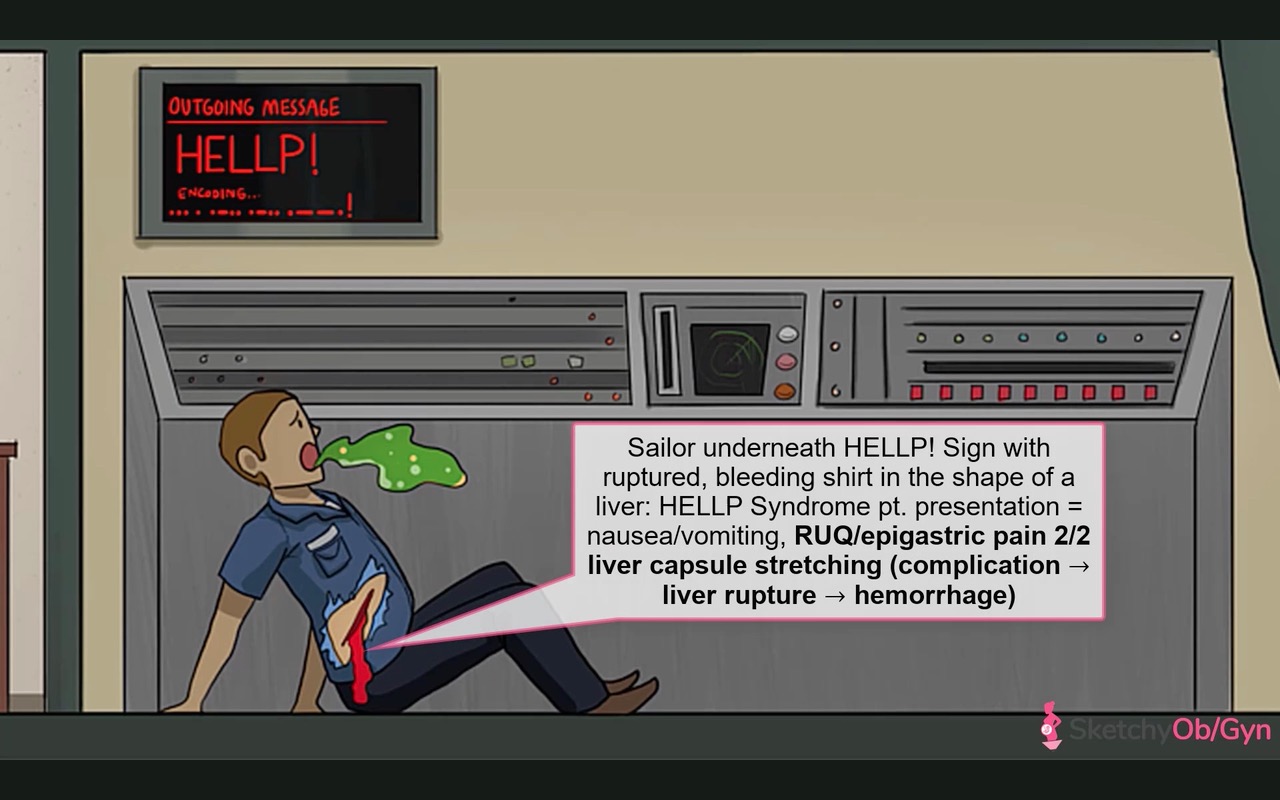 OUTGOING MESSAGE
HELLP!
ENCODING...
Sailor underneath HELLP! Sign with
ruptured, bleeding shirt in the shape of a
liver: HELLP Syndrome pt. presentation =
nausea/vomiting, RUQ/epigastric pain 2/2
liver capsule stretching (complication →
liver rupture → hemorrhage)
SketchyOb/Gyn